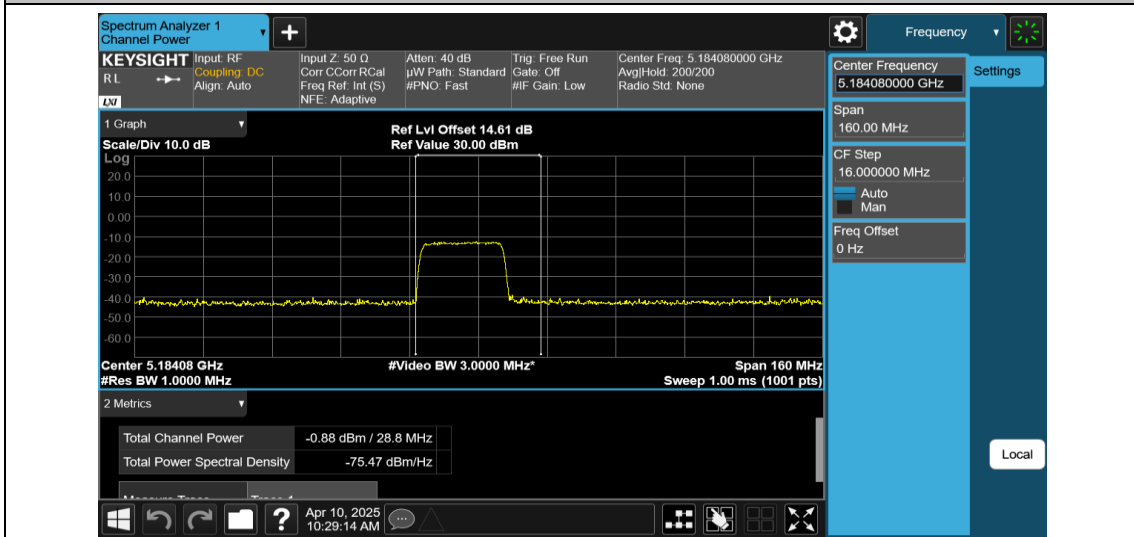 Spectrum Analyzer 1
Channel Power
+
Frequency
KEYSIGHT
R L
LXI
Input: RF
Coupling: DC
Align: Auto
Input Z: 50 Ω
Corr CCorr RCal
Freq Ref: Int (S)
NFE: Adaptive
Atten: 40 dB
µW Path: Standard
#PNO: Fast
Trig: Free Run
Gate: Off
#IF Gain: Low
Center Freq: 5.184080000 GHz
Avg|Hold: 200/200
Radio Std: None
Center Frequency
5.184080000 GHz
Settings
Span
160.00 MHz
CF Step
16.000000 MHz
Auto
Man
Freq Offset
0 Hz
Local
1 Graph
Scale/Div 10.0 dB
Ref Lvl Offset 14.61 dB
Ref Value 30.00 dBm
Log
20.0
10.0
0.00
-10.0
-20.0
-30.0
-40.0
-50.0
-60.0
Center 5.18408 GHz
#Video BW 3.0000 MHz*
Span 160 MHz
#Res BW 1.0000 MHz
Sweep 1.00 ms (1001 pts)
2 Metrics
Total Channel Power -0.88 dBm / 28.8 MHz
Total Power Spectral Density -75.47 dBm/Hz
?
Apr 10, 2025
10:29:14 AM